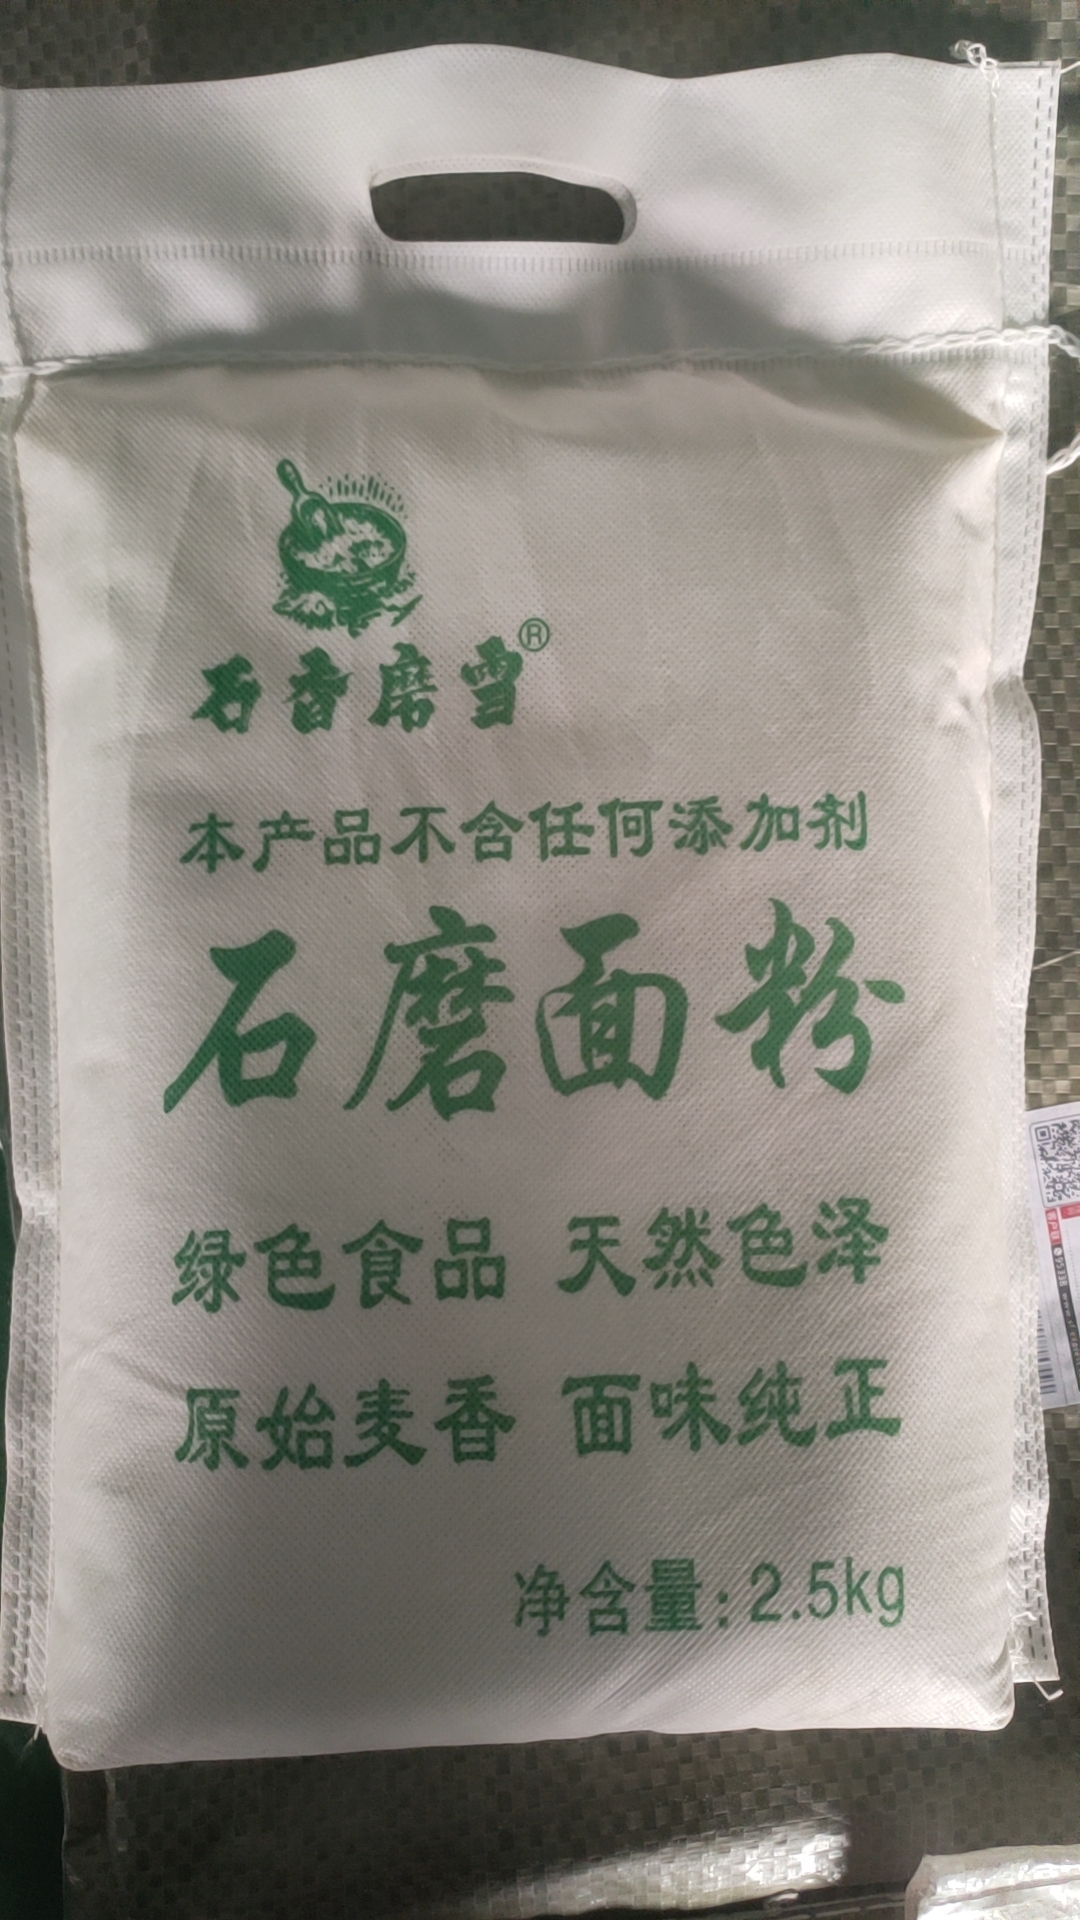 石香磨雪®
本产品不含任何添加剂
石磨面粉
绿色食品 天然色泽
原始麦香 面味纯正
净含量:2.5kg